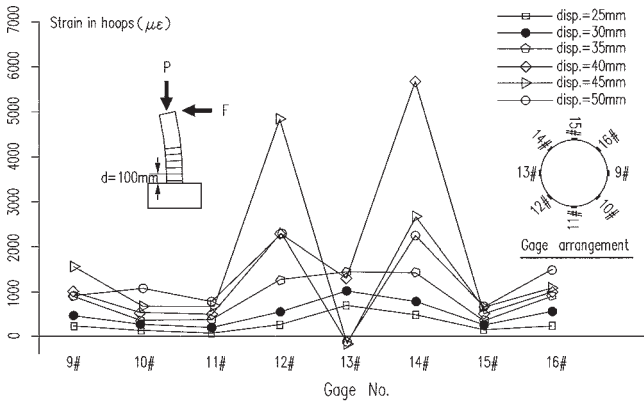 Strain in hoops (με)
7000
6000
5000
4000
3000
2000
1000
0
P
F
d=100mm
disp.=25mm
disp.=30mm
disp.=35mm
disp.=40mm
disp.=45mm
disp.=50mm
15#
14#
16#
13#
9#
12#
10#
11#
Gage arrangement
9#
10#
11#
12#
13#
14#
15#
16#
Gage No.